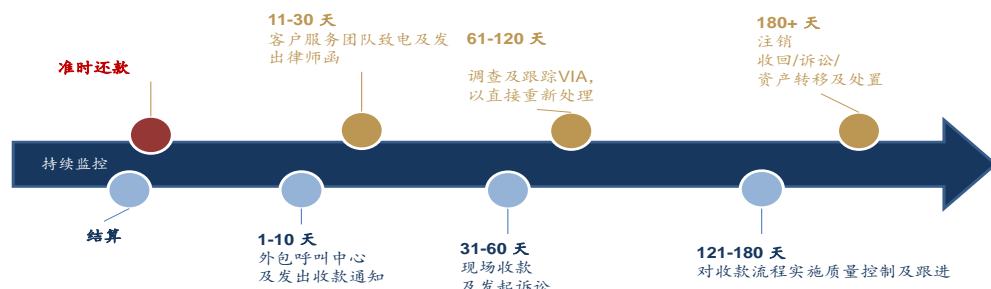 11-30 天
客户服务团队致电及发
出律师函
61-120 天
调查及跟踪VIA，
以直接重新处理
180+ 天
注销
收回/诉讼/
资产转移及处置
准时还款
持续监控
结算
1-10 天
外包呼叫中心
及发出收款通知
31-60 天
现场收款
及发起诉讼
121-180 天
对收款流程实施质量控制及跟进